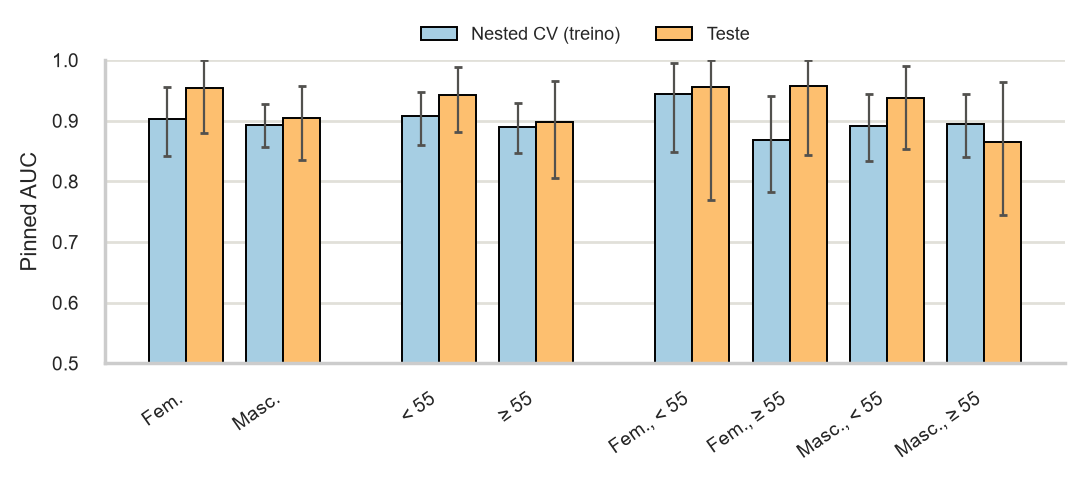 Nested CV (treino) Teste
Pinned AUC
1.0
0.9
0.8
0.7
0.6
0.5
Fem. Masc. < 55 ≥ 55 Fem., < 55 Fem., ≥ 55 Masc., < 55 Masc., ≥ 55